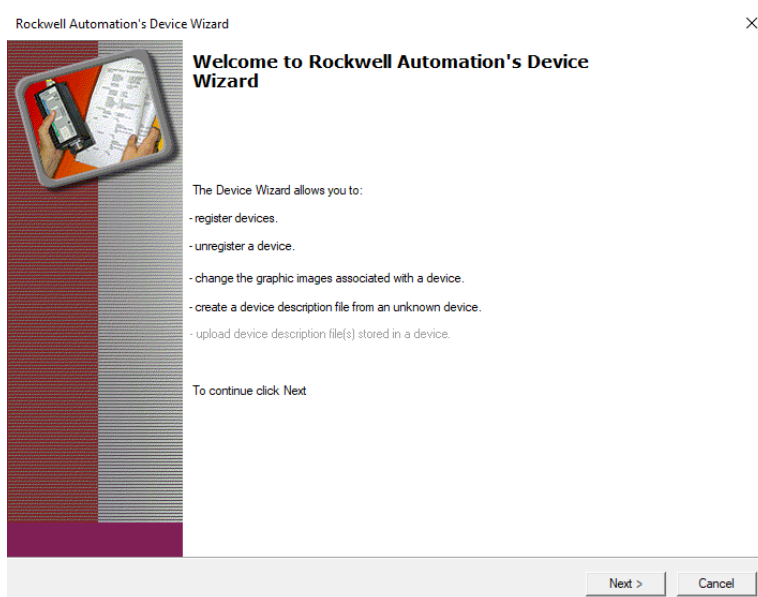 Rockwell Automation's Device Wizard
Welcome to Rockwell Automation's Device
Wizard
The Device Wizard allows you to:
- register devices.
- unregister a device.
- change the graphic images associated with a device.
- create a device description file from an unknown device.
- upload device description file(s) stored in a device.
To continue click Next
Next >
Cancel